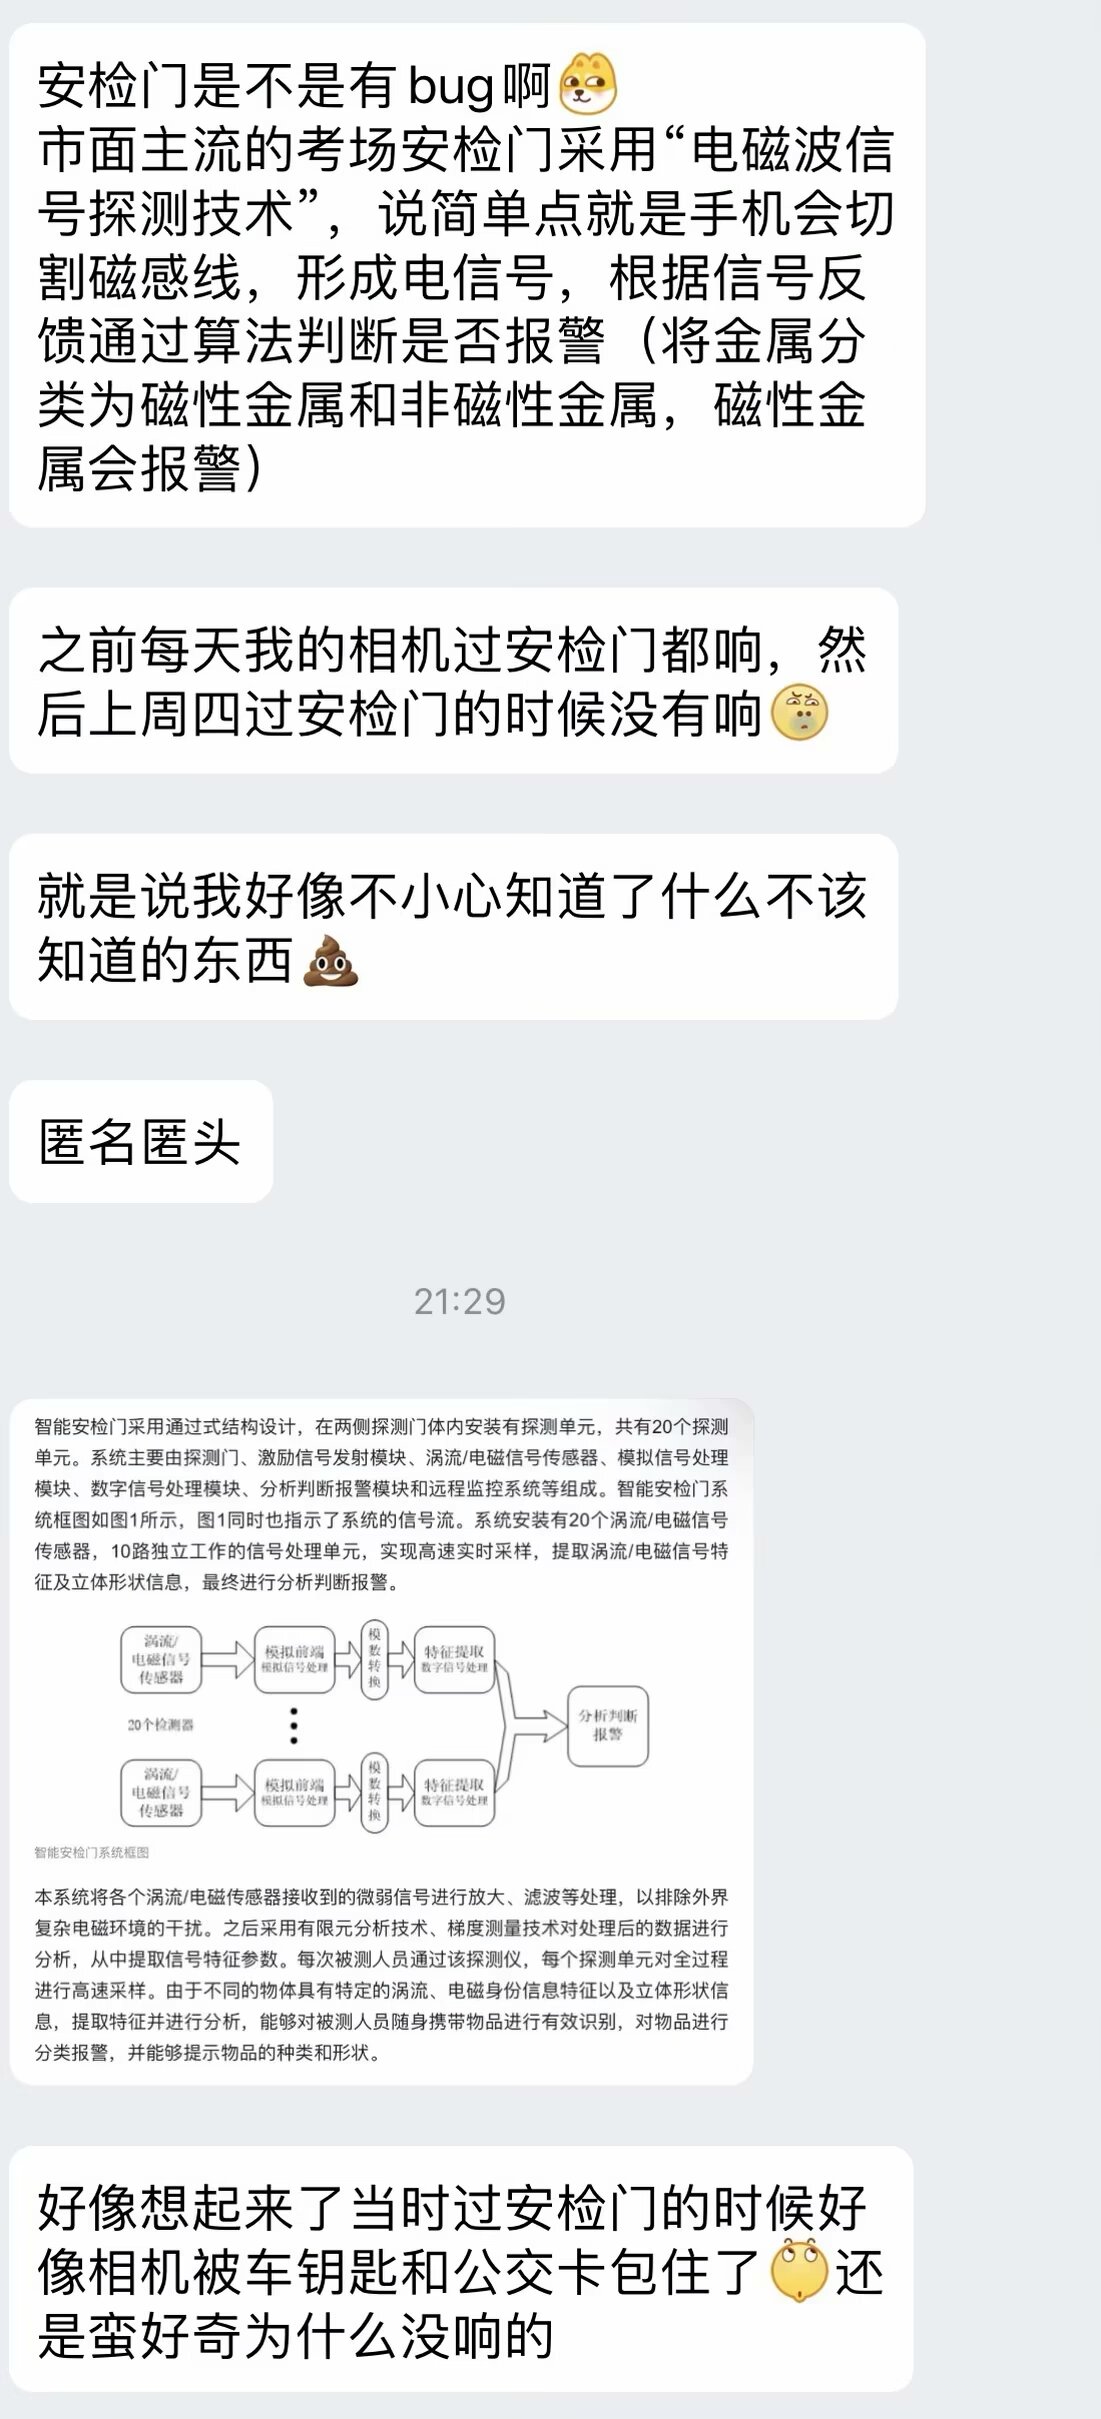 安检门是不是有bug啊
市面主流的考场安检门采用“电磁波信
号探测技术”，说简单点就是手机会切
割磁感线，形成电信号，根据信号反
馈通过算法判断是否报警（将金属分
类为磁性金属和非磁性金属，磁性金
属会报警）
之前每天我的相机过安检门都响，然
后上周四过安检门的时候没有响
就是说我好像不小心知道了什么不该
知道的东西
匿名匿头
21:29
智能安检门采用通过式结构设计，在两侧探测门体内安装有探测单元，共有20个探测
单元。系统主要由探测门、激励信号发射模块、涡流/电磁信号传感器、模拟信号处理
模块、数字信号处理模块、分析判断报警模块和远程监控系统等组成。智能安检门系
统框图如图1所示，图1同时也指示了系统的信号流。系统安装有20个涡流/电磁信号
传感器，10路独立工作的信号处理单元，实现高速实时采样，提取涡流/电磁信号特
征及立体形状信息，最终进行分析判断报警。
涡流/
电磁信号
传感器
模拟前端
模拟信号处理
模
数
转
换
特征提取
数字信号处理
20个检测器
分析判断
报警
涡流/
电磁信号
传感器
模拟前端
模拟信号处理
模
数
转
换
特征提取
数字信号处理
智能安检门系统框图
本系统将各个涡流/电磁传感器接收到的微弱信号进行放大、滤波等处理，以排除外界
复杂电磁环境的干扰。之后采用有限元分析技术、梯度测量技术对处理后的数据进行
分析，从中提取信号特征参数。每次被测人员通过该探测仪，每个探测单元对全过程
进行高速采样。由于不同的物体具有特定的涡流、电磁身份信息特征以及立体形状信
息，提取特征并进行分析，能够对被测人员随身携带物品进行有效识别，对物品进行
分类报警，并能够提示物品的种类和形状。
好像想起来了当时过安检门的时候好
像相机被车钥匙和公交卡包住了还
是蛮好奇为什么没响的